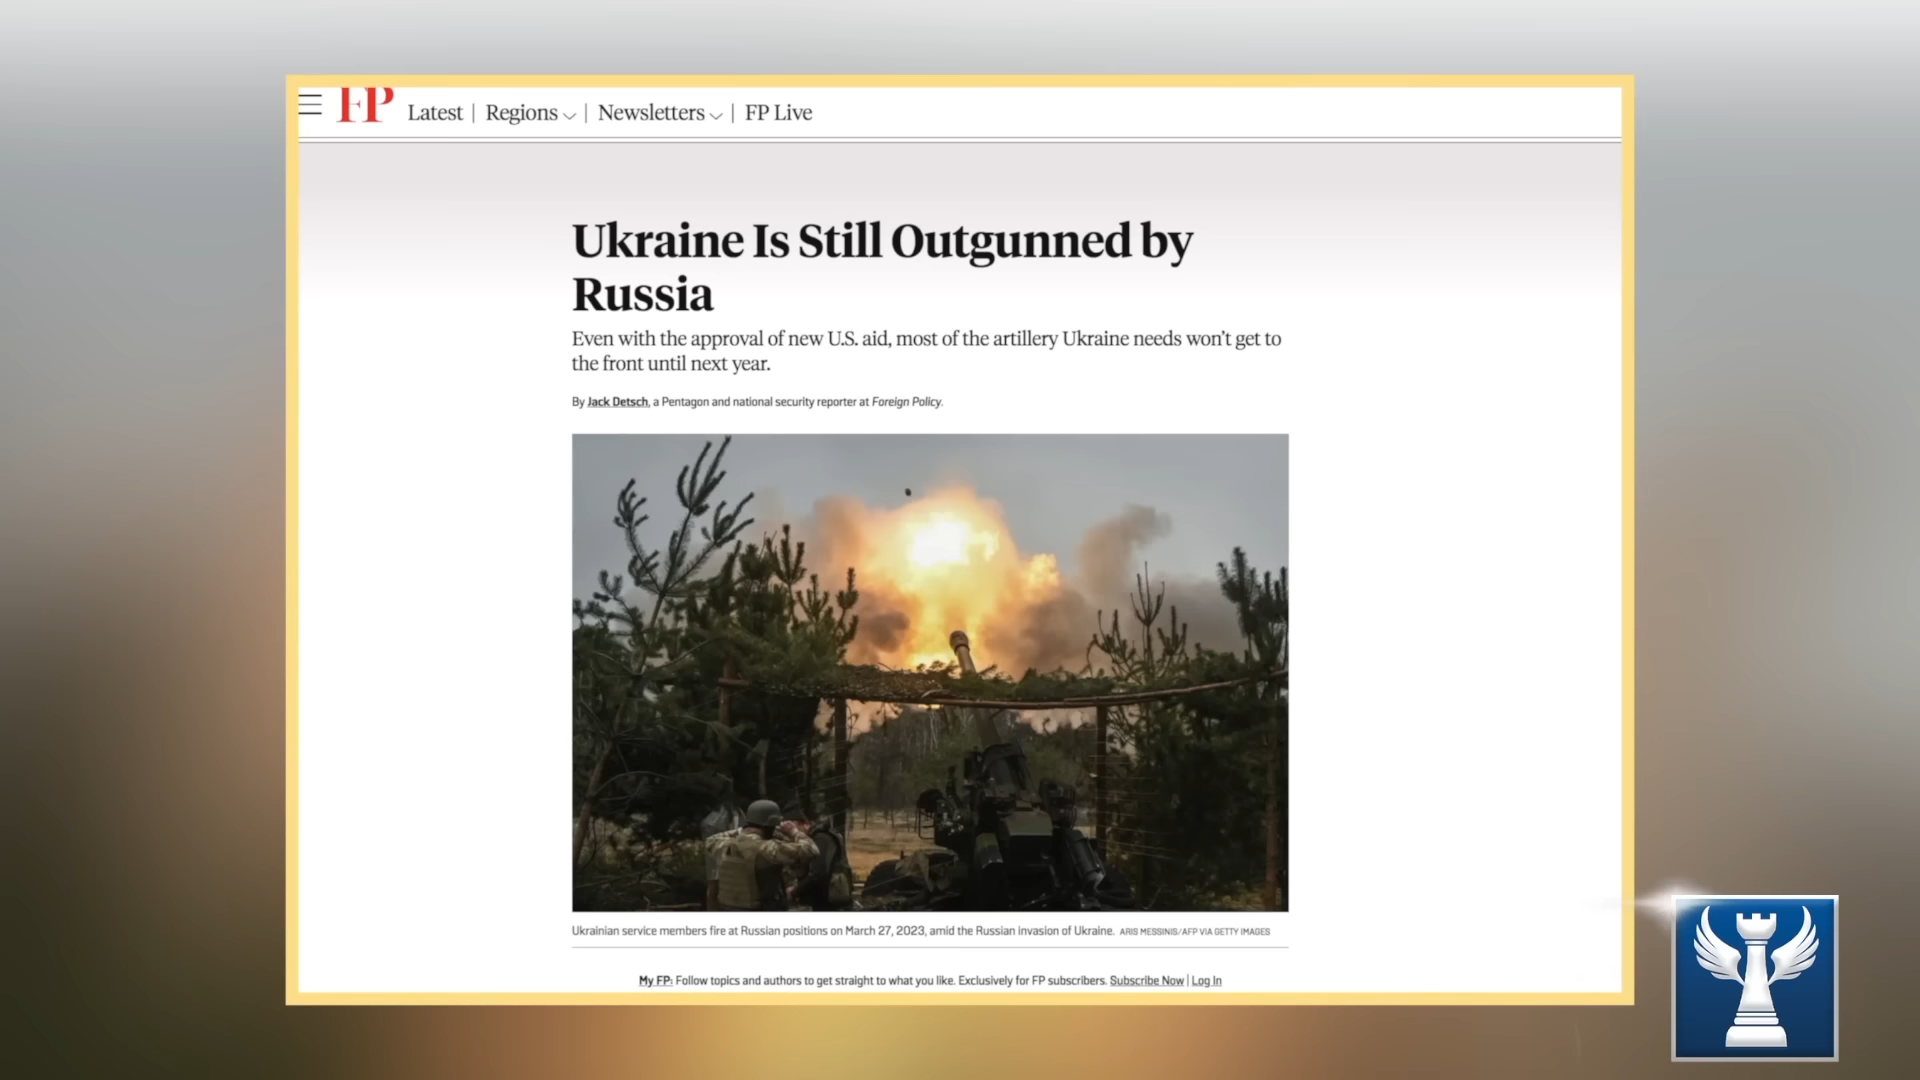 FP Latest | Regions | Newsletters | FP Live
Ukraine Is Still Outgunned by
Russia
Even with the approval of new U.S. aid, most of the artillery Ukraine needs won't get to
the front until next year.
By Jack Detsch, a Pentagon and national security reporter at Foreign Policy.
Ukrainian service members fire at Russian positions on March 27, 2023, amid the Russian invasion of Ukraine. ARIS MESSINIS/AFP VIA GETTY IMAGES
My FP: Follow topics and authors to get straight to what you like. Exclusively for FP subscribers. Subscribe Now | Log In